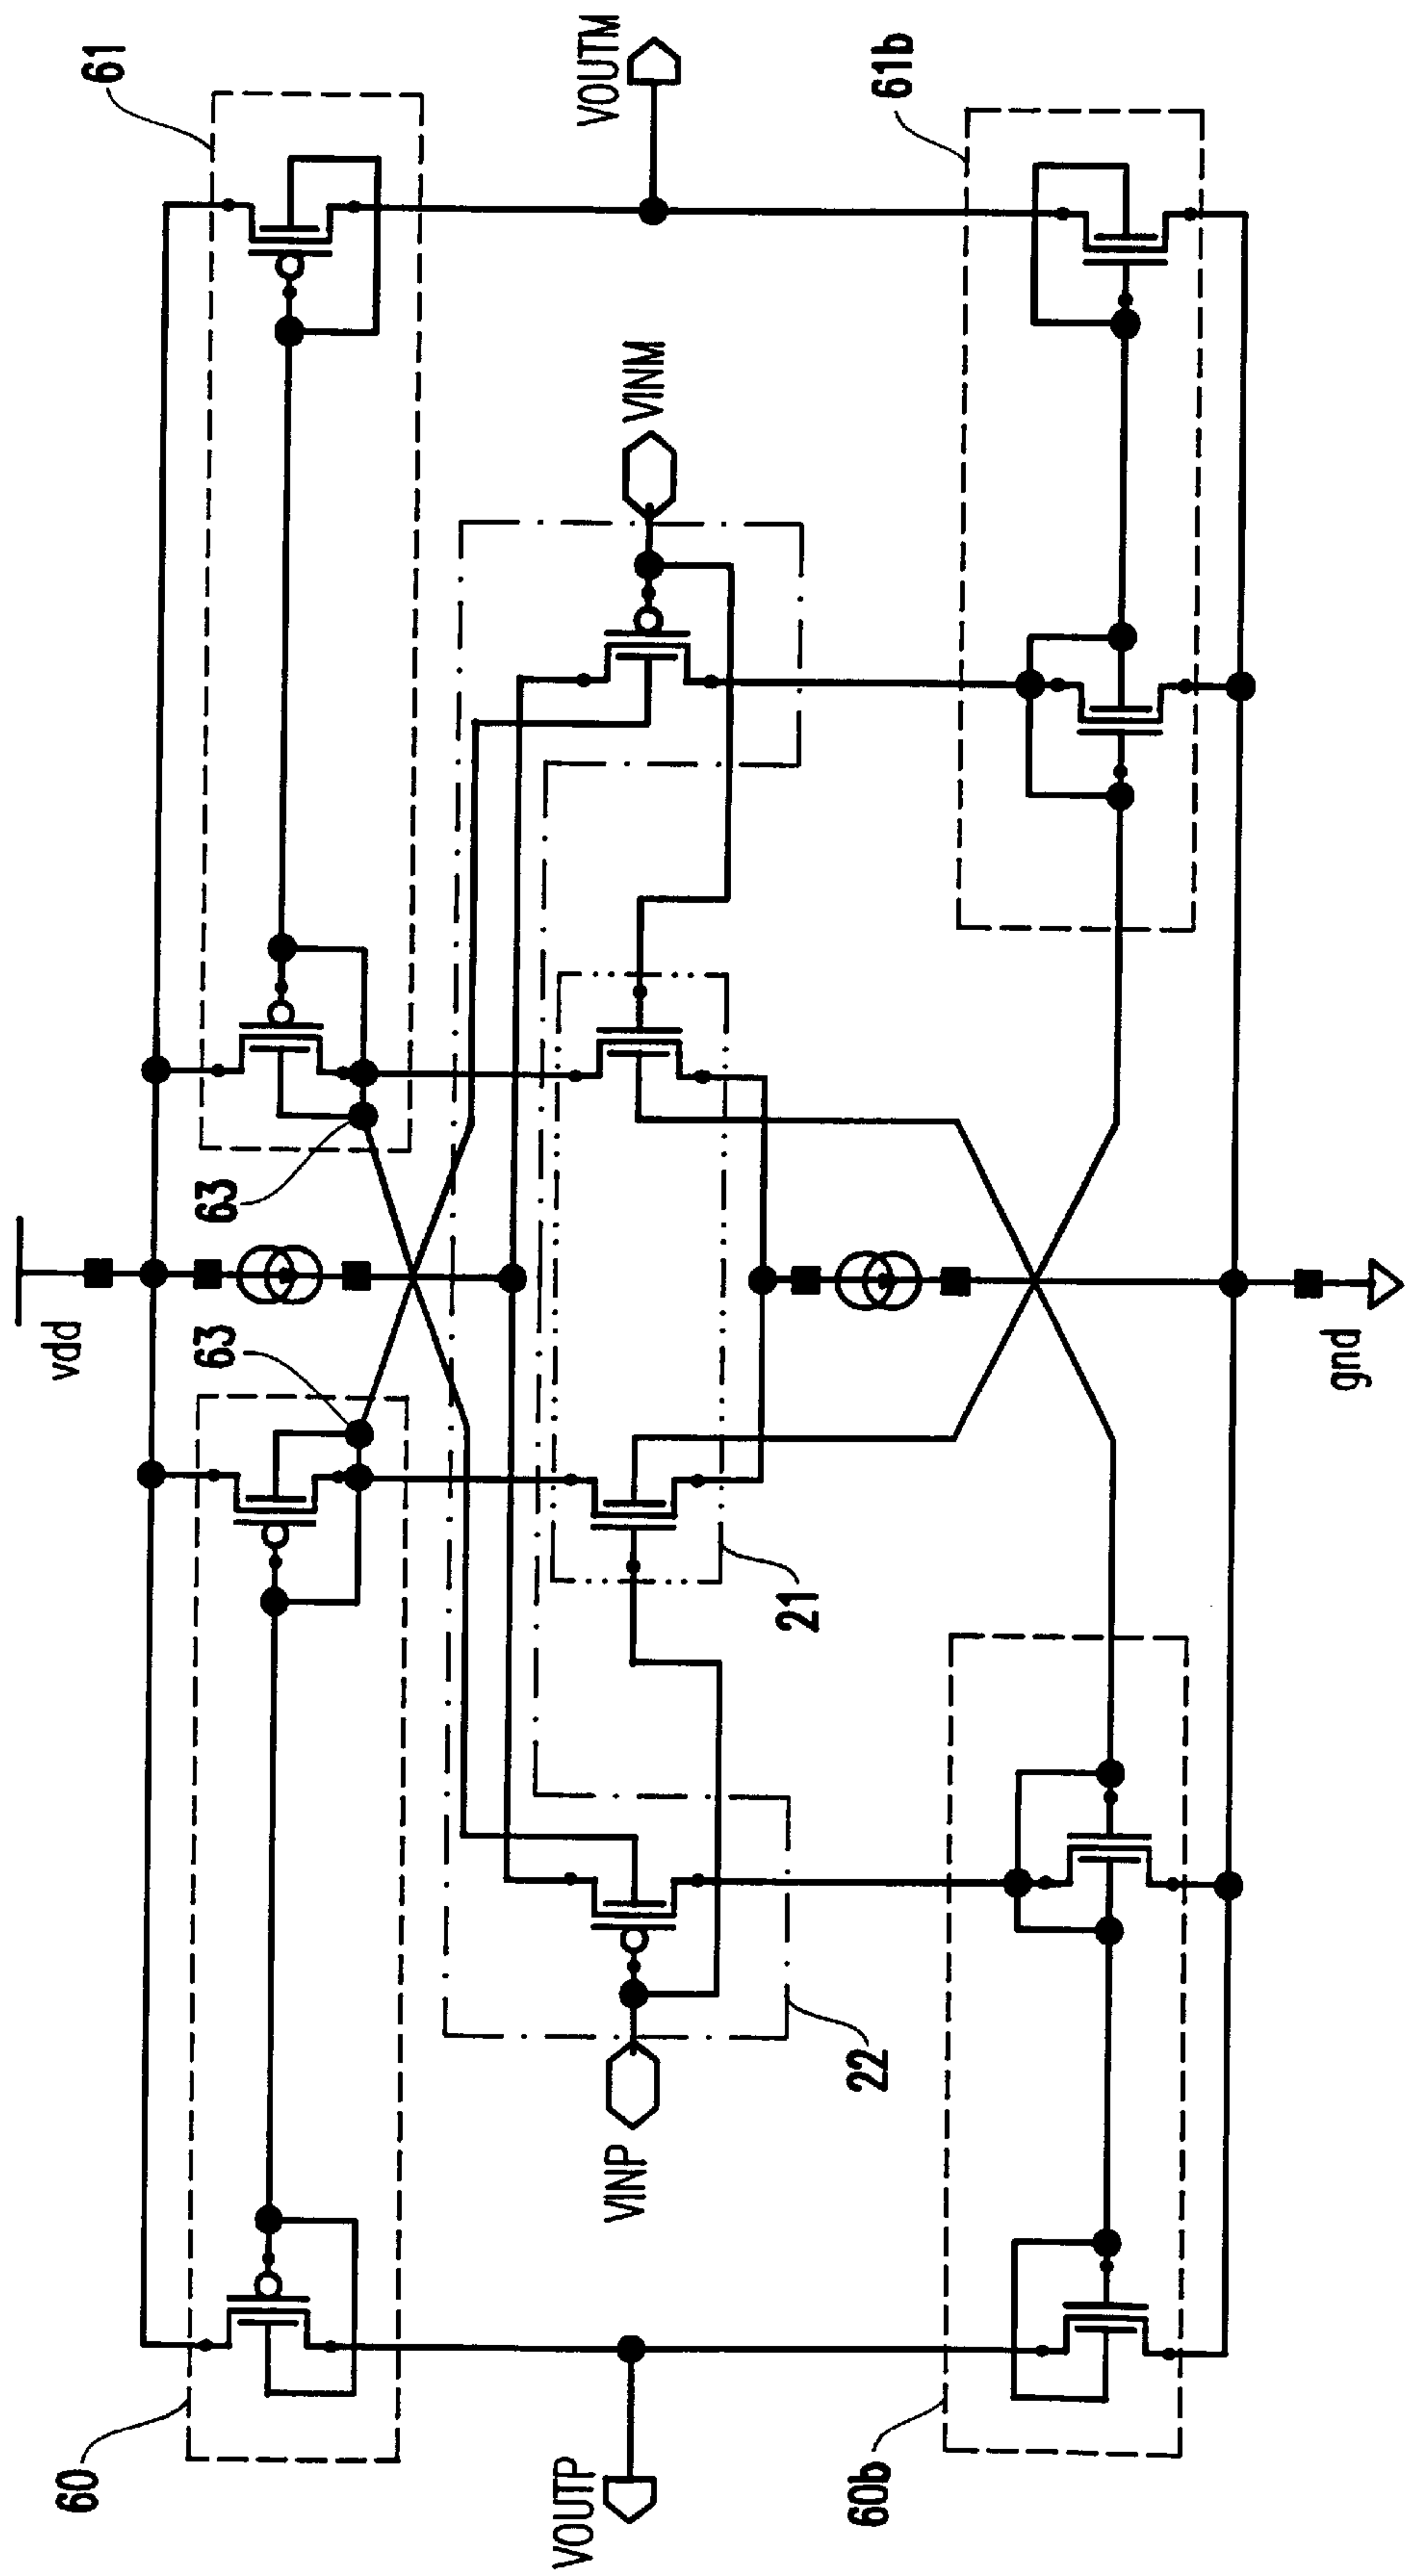 61
VOUTM
61b
VINM
63
vdd
63
gnd
21
22
VINP
60
VOUTP
60b